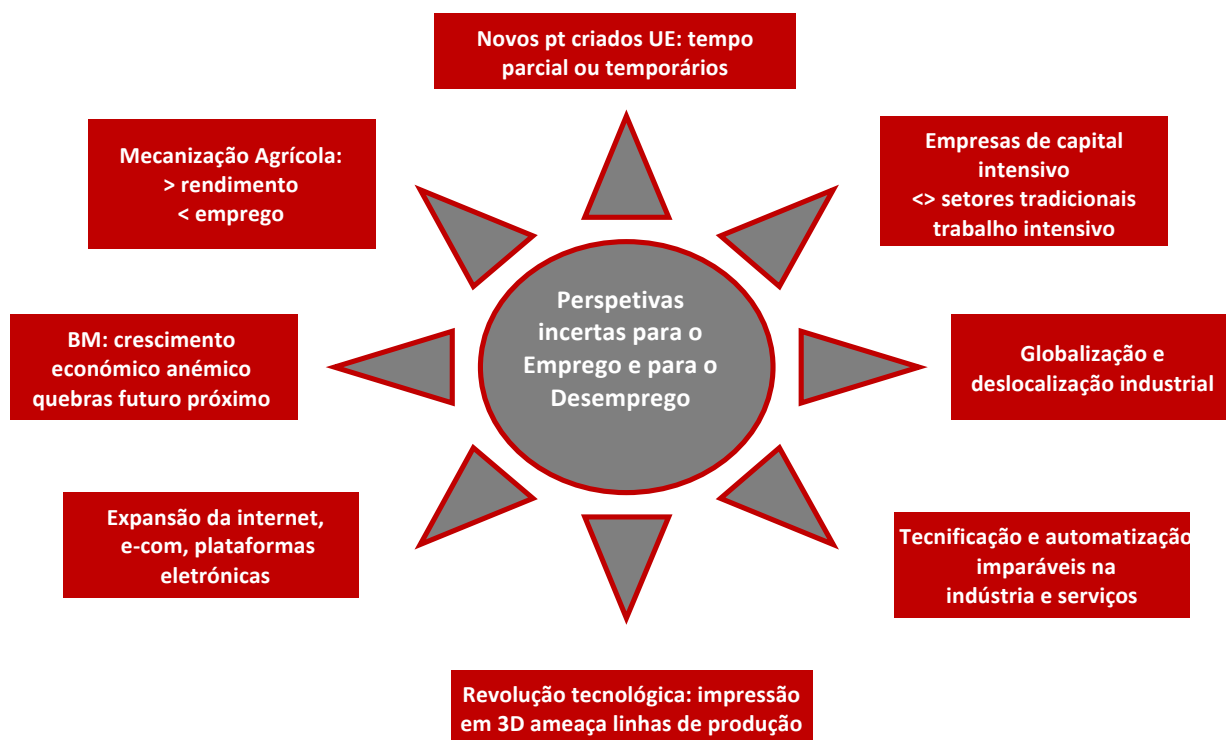 Novos pt criados UE: tempo
parcial ou temporários
Mecanização Agrícola:
> rendimento
< emprego
Empresas de capital
intensivo
<> setores tradicionais
trabalho intensivo
Perspetivas
incertas para o
Emprego e para o
Desemprego
BM: crescimento
económico anémico
quebras futuro próximo
Globalização e
deslocalização industrial
Expansão da internet,
e-com, plataformas
eletrónicas
Tecnificação e automatização
imparáveis na
indústria e serviços
Revolução tecnológica: impressão
em 3D ameaça linhas de produção